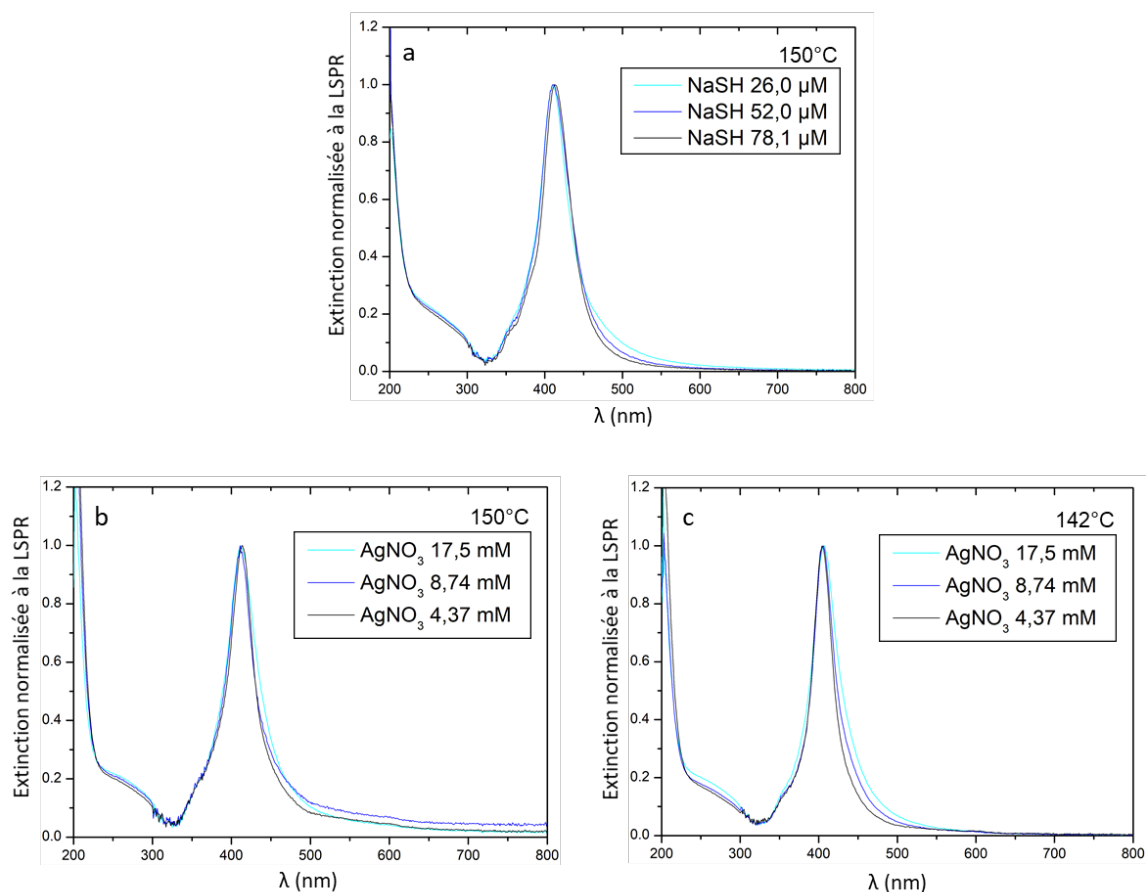 a
150°C
NaSH 26,0 µM
NaSH 52,0 µM
NaSH 78,1 µM
Extinction normalisée à la LSPR
1.2
1.0
0.8
0.6
0.4
0.2
0.0
200 300 400 500 600 700 800
λ (nm)
b
150°C
AgNO₃ 17,5 mM
AgNO₃ 8,74 mM
AgNO₃ 4,37 mM
Extinction normalisée à la LSPR
1.2
1.0
0.8
0.6
0.4
0.2
0.0
200 300 400 500 600 700 800
λ (nm)
c
142°C
AgNO₃ 17,5 mM
AgNO₃ 8,74 mM
AgNO₃ 4,37 mM
Extinction normalisée à la LSPR
1.2
1.0
0.8
0.6
0.4
0.2
0.0
200 300 400 500 600 700 800
λ (nm)